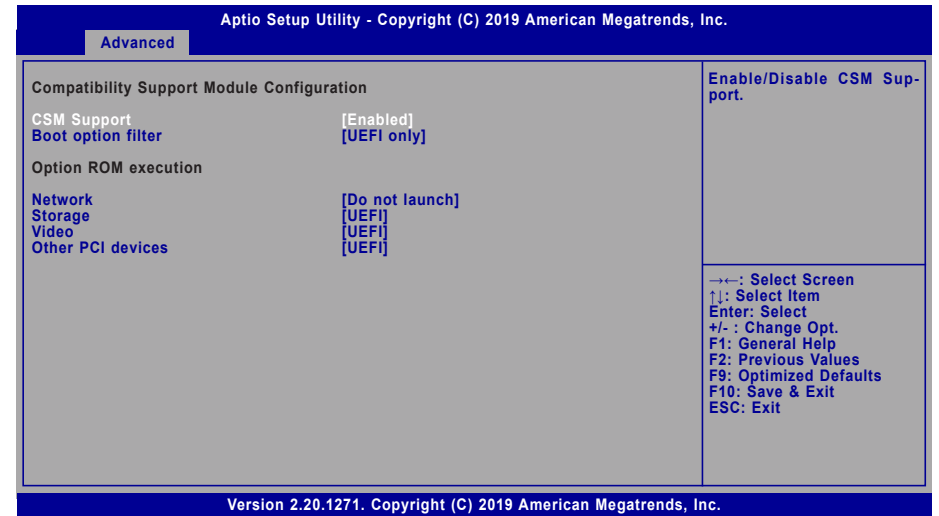 Aptio Setup Utility - Copyright (C) 2019 American Megatrends, Inc.
Advanced
Compatibility Support Module Configuration
CSM Support [Enabled]
Boot option filter [UEFI only]
Option ROM execution
Network [Do not launch]
Storage [UEFI]
Video [UEFI]
Other PCI devices [UEFI]
Enable/Disable CSM Sup-
port.
→←: Select Screen
↑↓: Select Item
Enter: Select
+/- : Change Opt.
F1: General Help
F2: Previous Values
F9: Optimized Defaults
F10: Save & Exit
ESC: Exit
Version 2.20.1271. Copyright (C) 2019 American Megatrends, Inc.